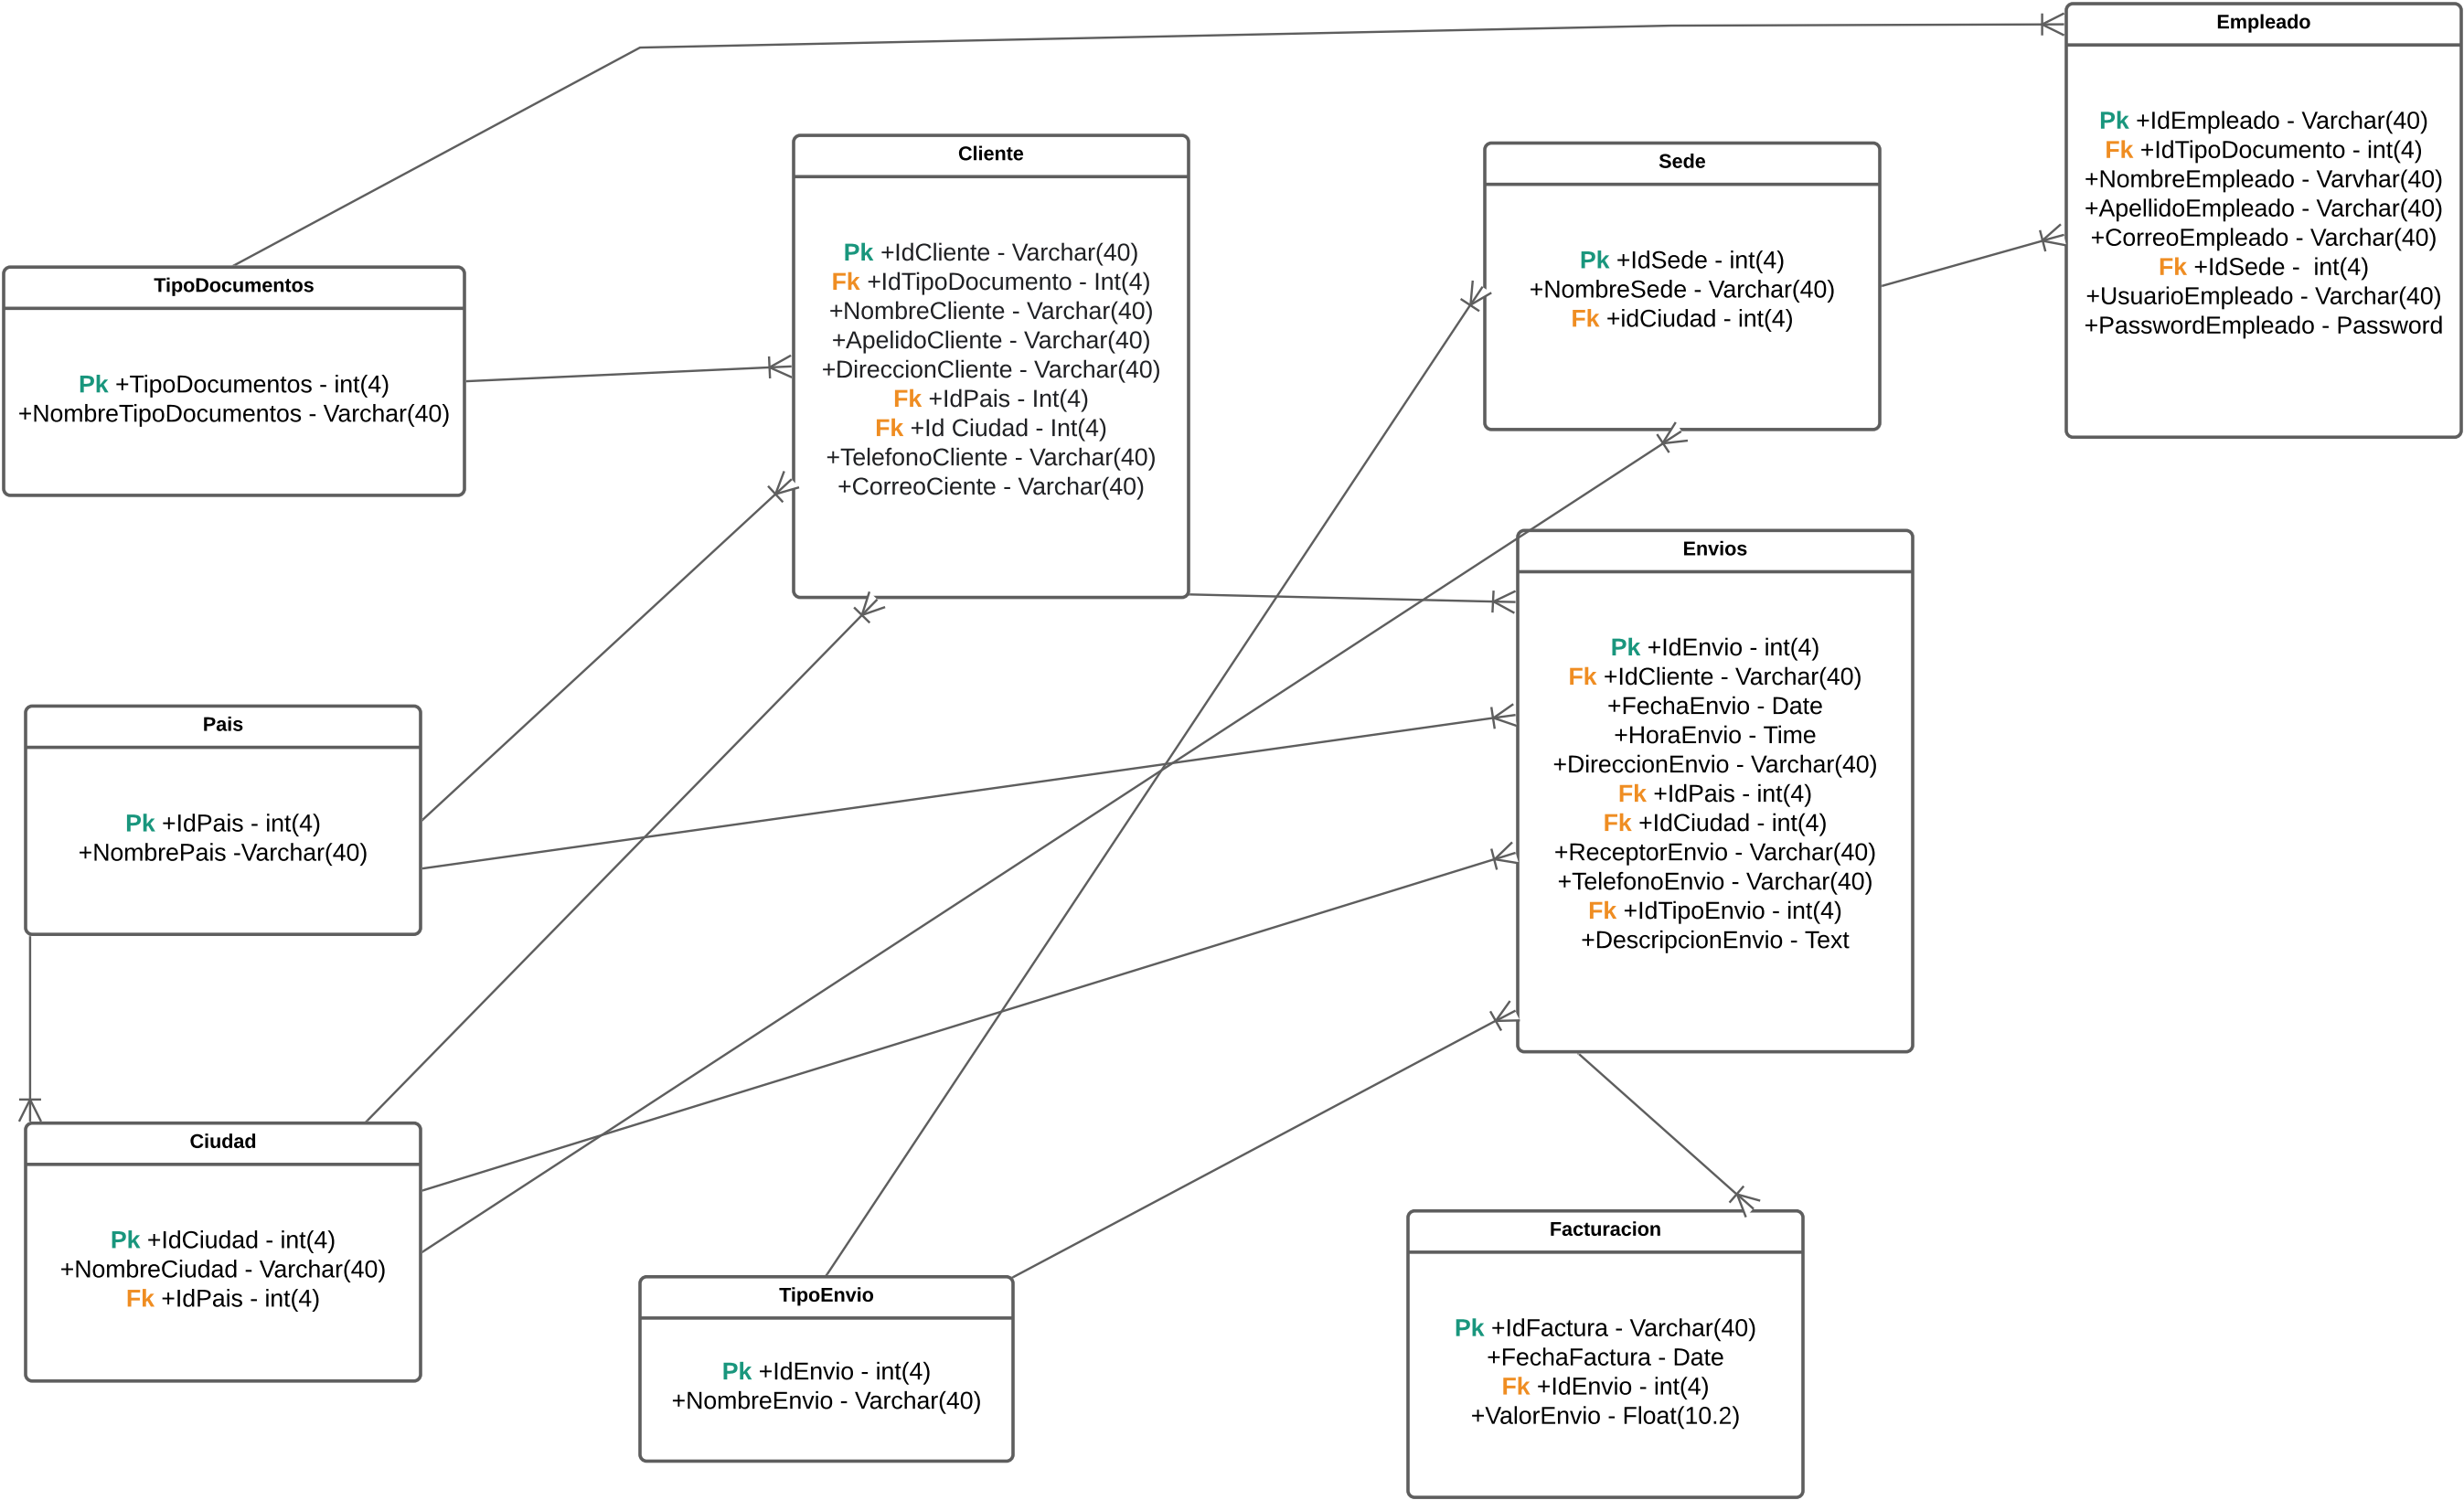 Empleado
Pk +IdEmpleado - Varchar(40)
Fk +IdTipoDocumento - int(4)
+NombreEmpleado - Varvhar(40)
+ApellidoEmpleado - Varchar(40)
+CorreoEmpleado - Varchar(40)
Fk +IdSede -  int(4)
+UsuarioEmpleado - Varchar(40)
+PasswordEmpleado - Password
Cliente
Pk +IdCliente - Varchar(40)
Fk +IdTipoDocumento - Int(4)
+NombreCliente - Varchar(40)
+ApelidoCliente - Varchar(40)
+DireccionCliente - Varchar(40)
Fk +IdPais - Int(4)
Fk +Id Ciudad - Int(4)
+TelefonoCliente - Varchar(40)
+CorreoCiente - Varchar(40)
Sede
Pk +IdSede - int(4)
+NombreSede - Varchar(40)
Fk +idCiudad - int(4)
TipoDocumentos
Pk +TipoDocumentos - int(4)
+NombreTipoDocumentos - Varchar(40)
Envios
Pk +IdEnvio - int(4)
Fk +IdCliente - Varchar(40)
+FechaEnvio - Date
+HoraEnvio - Time
+DireccionEnvio - Varchar(40)
Fk +IdPais - int(4)
Fk +IdCiudad - int(4)
+ReceptorEnvio - Varchar(40)
+TelefonoEnvio - Varchar(40)
Fk +IdTipoEnvio - int(4)
+DescripcionEnvio - Text
Pais
Pk +IdPais - int(4)
+NombrePais -Varchar(40)
Ciudad
Pk +IdCiudad - int(4)
+NombreCiudad - Varchar(40)
Fk +IdPais - int(4)
TipoEnvio
Pk +IdEnvio - int(4)
+NombreEnvio - Varchar(40)
Facturacion
Pk +IdFactura - Varchar(40)
+FechaFactura - Date
Fk +IdEnvio - int(4)
+ValorEnvio - Float(10.2)